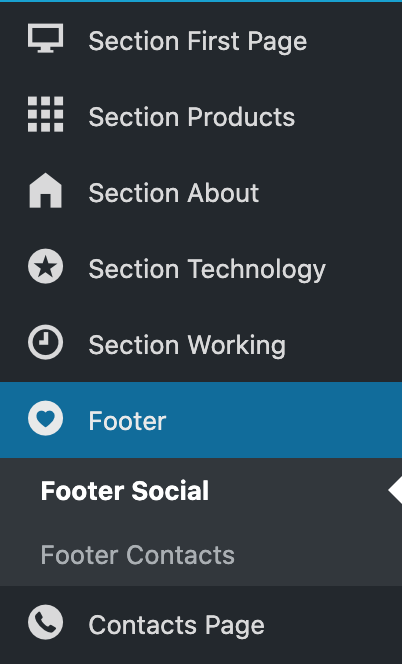 Section First Page
Section Products
Section About
Section Technology
Section Working
Footer
Footer Social
Footer Contacts
Contacts Page